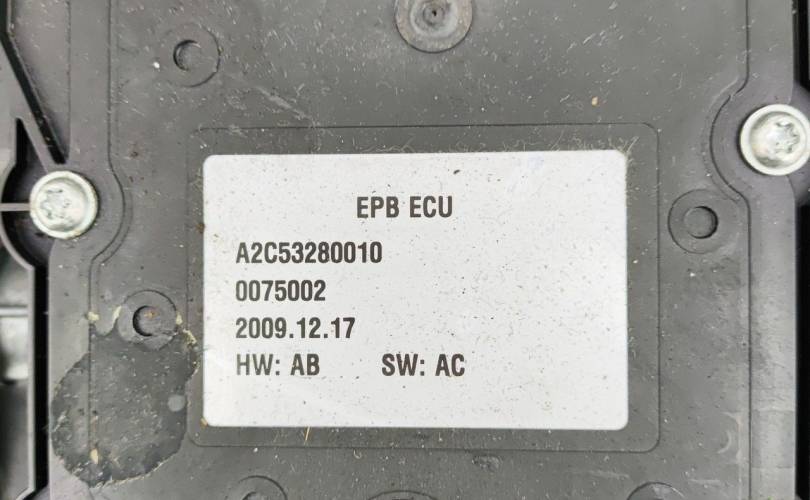 EPB ECU
A2C53280010
0075002
2009.12.17
HW: AB SW: AC